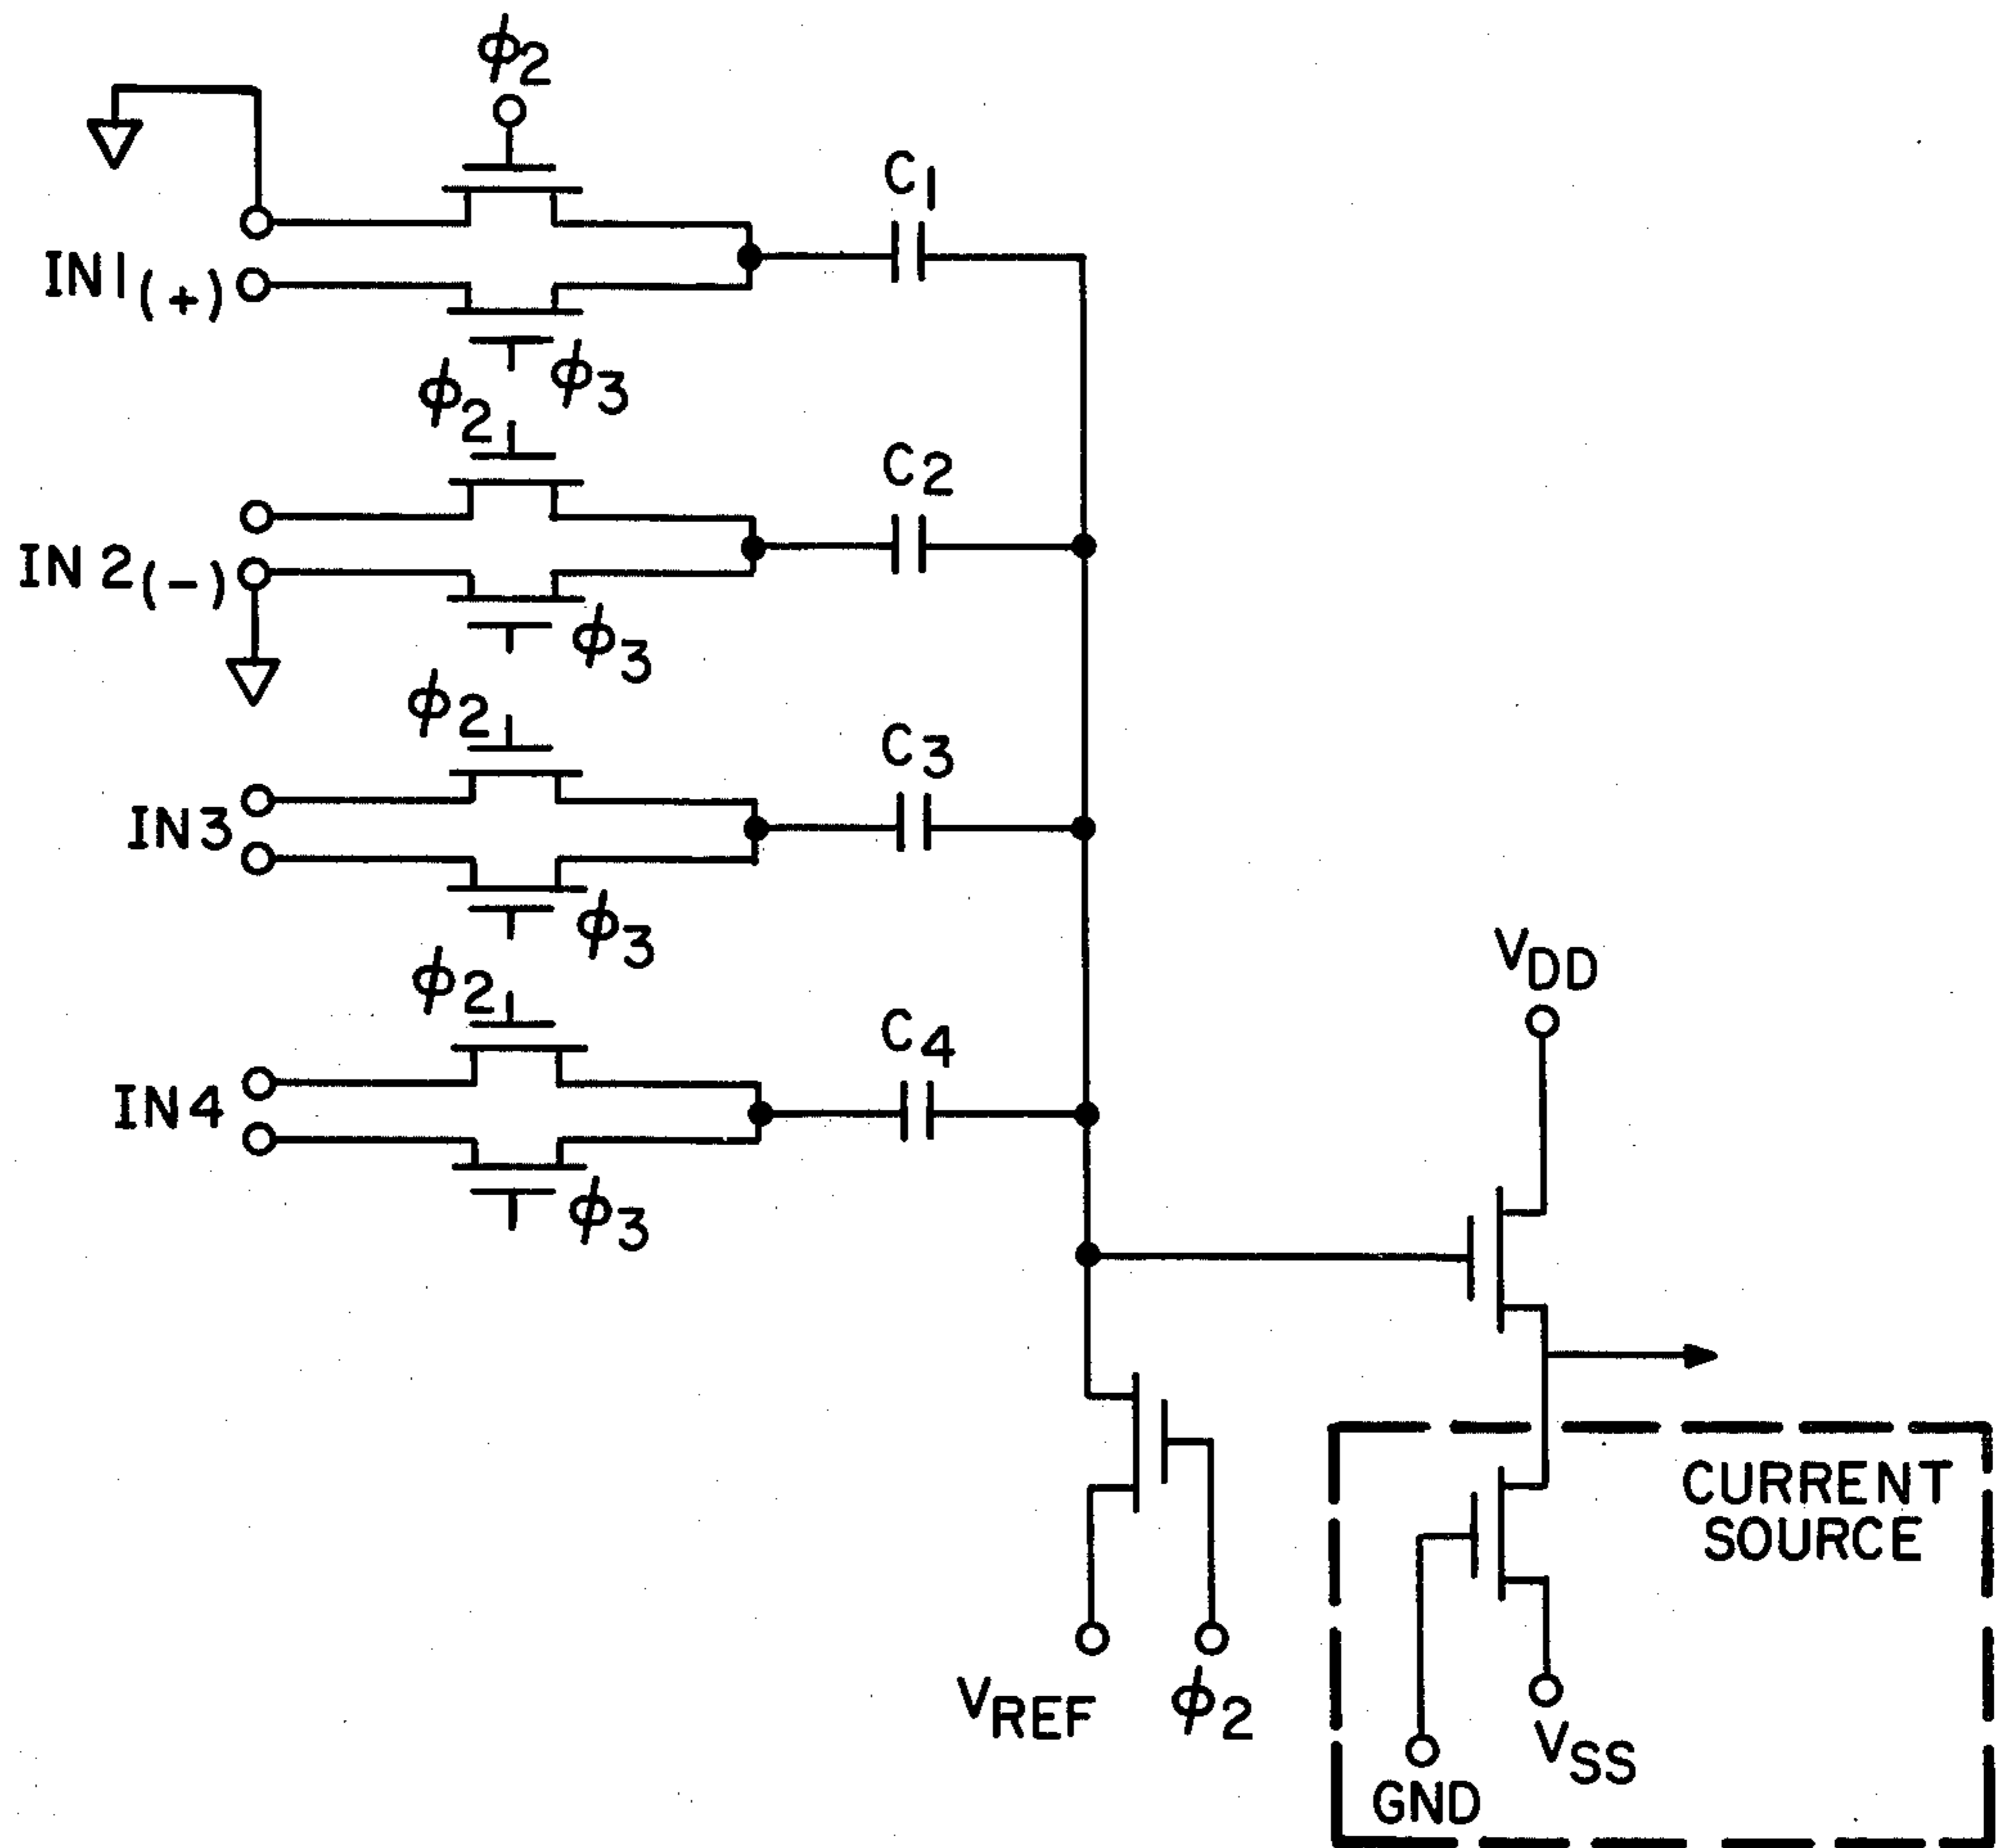 ϕ2
C1
IN1(+)
ϕ3
ϕ2
C2
IN2(-)
ϕ3
ϕ2
C3
IN3
ϕ3
ϕ2
C4
IN4
ϕ3
VDD
CURRENT
SOURCE
VREF
ϕ2
VSS
GND